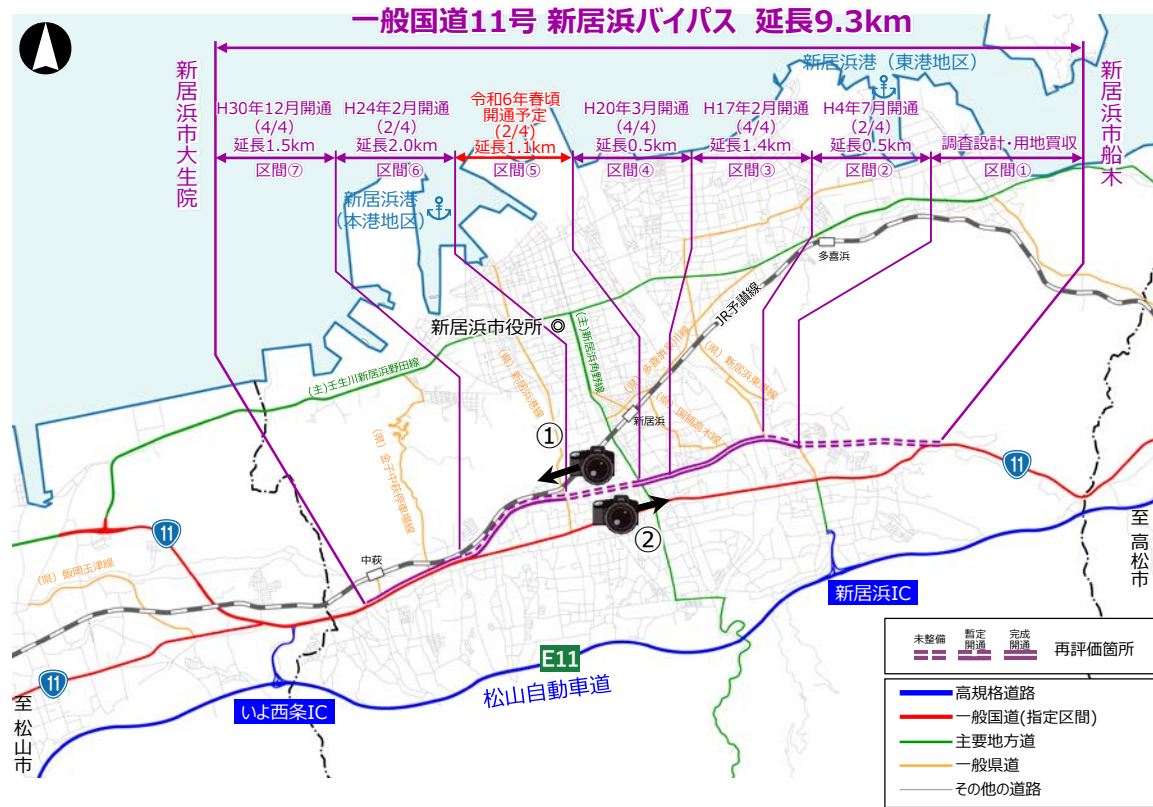 一般国道11号 新居浜バイパス 延長9.3km
新居浜港(東港地区)
新居浜市大生院
H30年12月開通
(4/4)
延長1.5km
区間⑦
H24年2月開通
(2/4)
延長2.0km
区間⑥
令和6年春頃
開通予定
(2/4)
延長1.1km
区間⑤
H20年3月開通
(4/4)
延長0.5km
区間④
H17年2月開通
(4/4)
延長1.4km
区間③
H4年7月開通
(2/4)
延長0.5km
区間②
調査設計・用地買収
区間①
新居浜市船木
新居浜港
(本港地区)
多喜浜
JR予讃線
新居浜市役所
(主)新居浜角野線
(県)新居浜港線
(主)壬生川新居浜野田線
(県)新居浜東港線
新居浜
(県)国領高木線
(県)金子中萩停車場線
①
②
中萩
11
11
11
(県)飯岡玉津線
至 高松市
至 松山市
新居浜IC
E11
松山自動車道
いよ西条IC
未整備
暫定
開通
完成
開通
再評価箇所
高規格道路
一般国道(指定区間)
主要地方道
一般県道
その他の道路